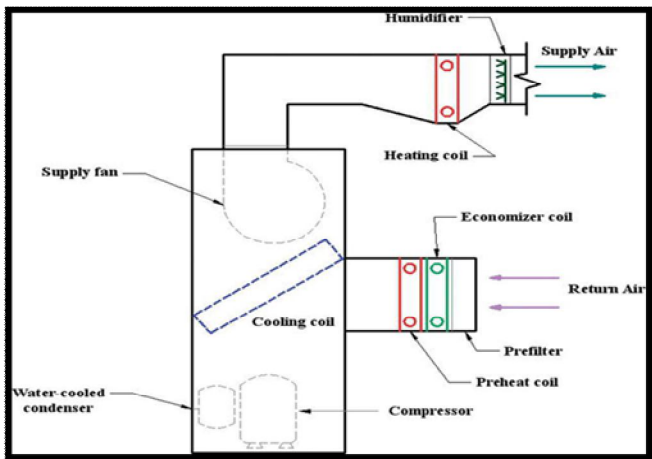 Humidifier
Supply Air
Heating coil
Supply fan
Economizer coil
Return Air
Cooling coil
Prefilter
Preheat coil
Water-cooled
condenser
Compressor